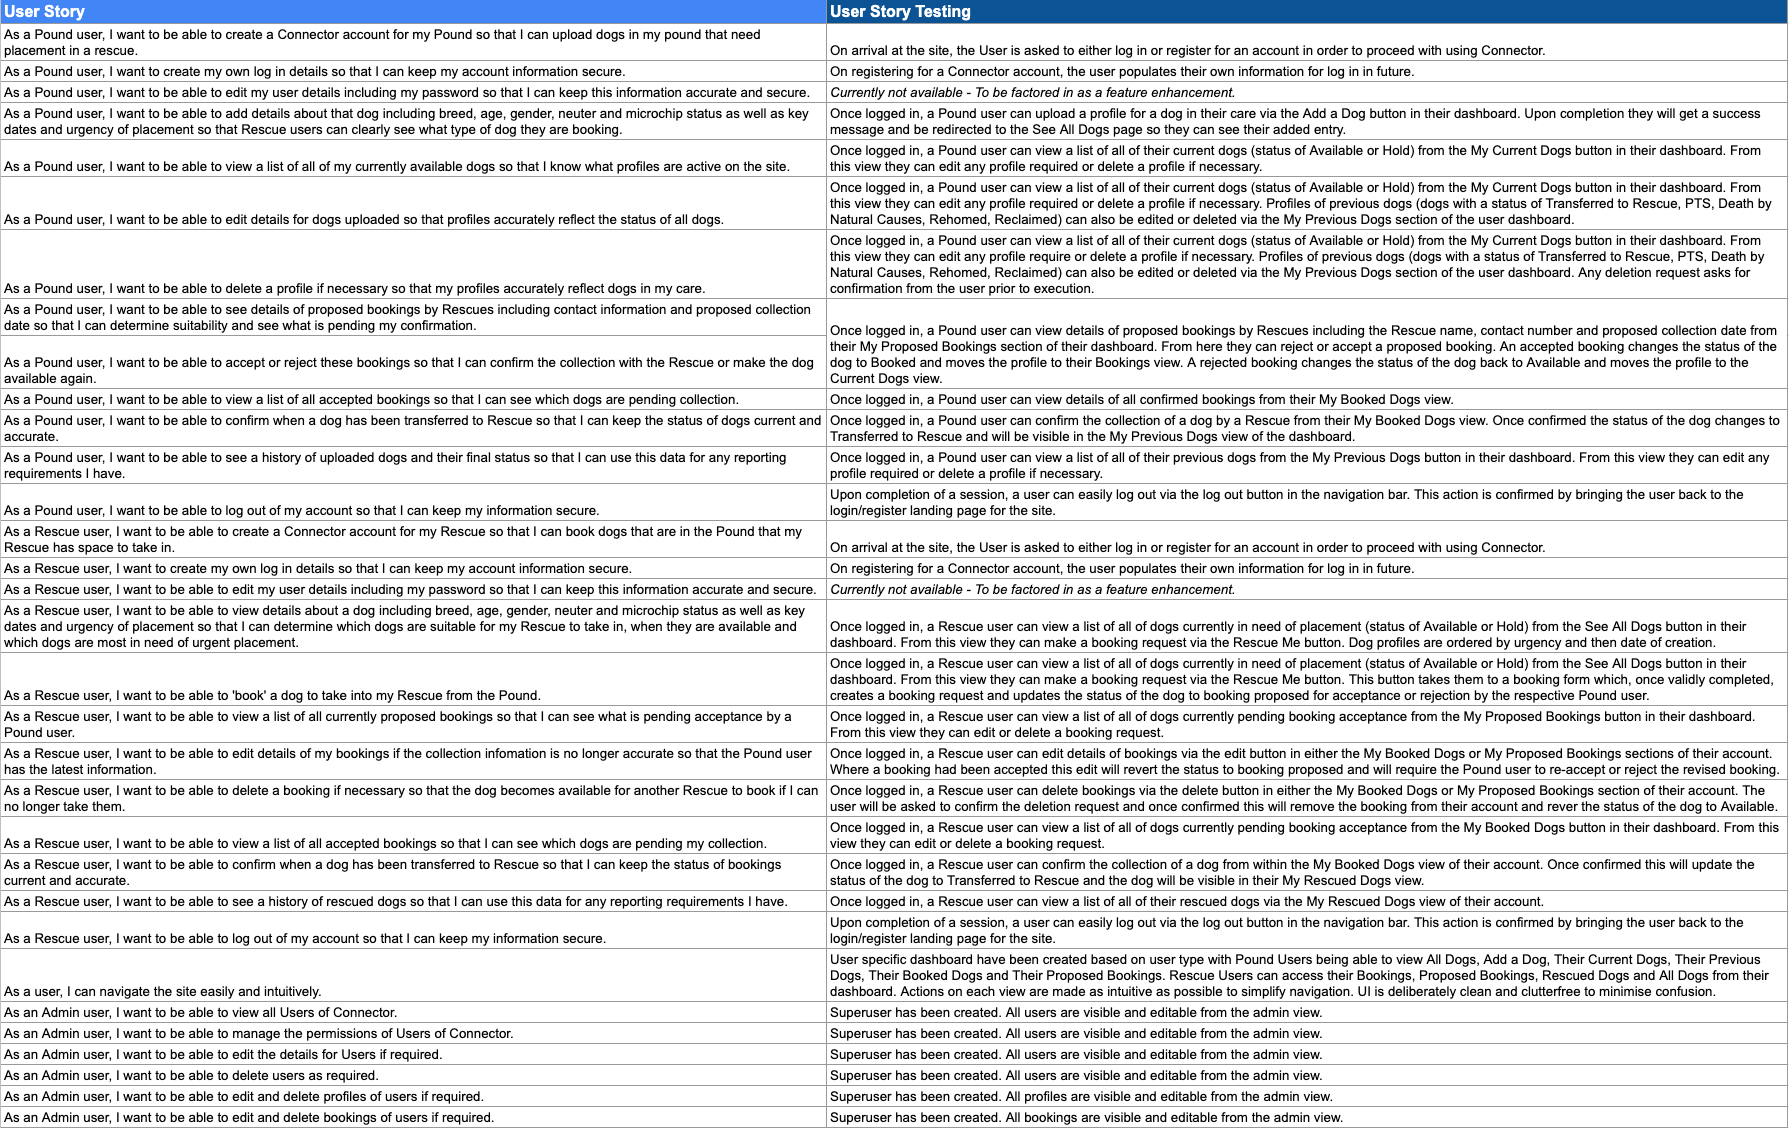 User Story
User Story Testing
As a Pound user, I want to be able to create a Connector account for my Pound so that I can upload dogs in my pound that need
placement in a rescue.
On arrival at the site, the User is asked to either log in or register for an account in order to proceed with using Connector.
As a Pound user, I want to create my own log in details so that I can keep my account information secure.
On registering for a Connector account, the user populates their own information for log in in future.
As a Pound user, I want to be able to edit my user details including my password so that I can keep this information accurate and secure.
Currently not available - To be factored in as a feature enhancement.
As a Pound user, I want to be able to add details about that dog including breed, age, gender, neuter and microchip status as well as key
dates and urgency of placement so that Rescue users can clearly see what type of dog they are booking.
Once logged in, a Pound user can upload a profile for a dog in their care via the Add a Dog button in their dashboard. Upon completion they will get a success
message and be redirected to the See All Dogs page so they can see their added entry.
As a Pound user, I want to be able to view a list of all of my currently available dogs so that I know what profiles are active on the site.
Once logged in, a Pound user can view a list of all of their current dogs (status of Available or Hold) from the My Current Dogs button in their dashboard. From
this view they can edit any profile required or delete a profile if necessary.
As a Pound user, I want to be able to edit details for dogs uploaded so that profiles accurately reflect the status of all dogs.
Once logged in, a Pound user can view a list of all of their current dogs (status of Available or Hold) from the My Current Dogs button in their dashboard. From
this view they can edit any profile required or delete a profile if necessary. Profiles of previous dogs (dogs with a status of Transferred to Rescue, PTS, Death by
Natural Causes, Rehomed, Reclaimed) can also be edited or deleted via the My Previous Dogs section of the user dashboard.
As a Pound user, I want to be able to delete a profile if necessary so that my profiles accurately reflect dogs in my care.
Once logged in, a Pound user can view a list of all of their current dogs (status of Available or Hold) from the My Current Dogs button in their dashboard. From
this view they can edit any profile require or delete a profile if necessary. Profiles of previous dogs (dogs with a status of Transferred to Rescue, PTS, Death by
Natural Causes, Rehomed, Reclaimed) can also be edited or deleted via the My Previous Dogs section of the user dashboard. Any deletion request asks for
confirmation from the user prior to execution.
As a Pound user, I want to be able to see details of proposed bookings by Rescues including contact information and proposed collection
date so that I can determine suitability and see what is pending my confirmation.
As a Pound user, I want to be able to accept or reject these bookings so that I can confirm the collection with the Rescue or make the dog
available again.
Once logged in, a Pound user can view details of proposed bookings by Rescues including the Rescue name, contact number and proposed collection date from
their My Proposed Bookings section of their dashboard. From here they can reject or accept a proposed booking. An accepted booking changes the status of the
dog to Booked and moves the profile to their Bookings view. A rejected booking changes the status of the dog back to Available and moves the profile to the
Current Dogs view.
As a Pound user, I want to be able to view a list of all accepted bookings so that I can see which dogs are pending collection.
Once logged in, a Pound user can view details of all confirmed bookings from their My Booked Dogs view.
As a Pound user, I want to be able to confirm when a dog has been transferred to Rescue so that I can keep the status of dogs current and
accurate.
Once logged in, a Pound user can confirm the collection of a dog by a Rescue from their My Booked Dogs view. Once confirmed the status of the dog changes to
Transferred to Rescue and will be visible in the My Previous Dogs view of the dashboard.
As a Pound user, I want to be able to see a history of uploaded dogs and their final status so that I can use this data for any reporting
requirements I have.
Once logged in, a Pound user can view a list of all of their previous dogs from the My Previous Dogs button in their dashboard. From this view they can edit any
profile required or delete a profile if necessary.
As a Pound user, I want to be able to log out of my account so that I can keep my information secure.
Upon completion of a session, a user can easily log out via the log out button in the navigation bar. This action is confirmed by bringing the user back to the
login/register landing page for the site.
As a Rescue user, I want to be able to create a Connector account for my Rescue so that I can book dogs that are in the Pound that my
Rescue has space to take in.
On arrival at the site, the User is asked to either log in or register for an account in order to proceed with using Connector.
As a Rescue user, I want to create my own log in details so that I can keep my account information secure.
On registering for a Connector account, the user populates their own information for log in in future.
As a Rescue user, I want to be able to edit my user details including my password so that I can keep this information accurate and secure.
Currently not available - To be factored in as a feature enhancement.
As a Rescue user, I want to be able to view details about a dog including breed, age, gender, neuter and microchip status as well as key
dates and urgency of placement so that I can determine which dogs are suitable for my Rescue to take in, when they are available and
which dogs are most in need of urgent placement.
Once logged in, a Rescue user can view a list of all of dogs currently in need of placement (status of Available or Hold) from the See All Dogs button in their
dashboard. From this view they can make a booking request via the Rescue Me button. Dog profiles are ordered by urgency and then date of creation.
As a Rescue user, I want to be able to 'book' a dog to take into my Rescue from the Pound.
Once logged in, a Rescue user can view a list of all of dogs currently in need of placement (status of Available or Hold) from the See All Dogs button in their
dashboard. From this view they can make a booking request via the Rescue Me button. This button takes them to a booking form which, once validly completed,
creates a booking request and updates the status of the dog to booking proposed for acceptance or rejection by the respective Pound user.
As a Rescue user, I want to be able to view a list of all currently proposed bookings so that I can see what is pending acceptance by a
Pound user.
Once logged in, a Rescue user can view a list of all of dogs currently pending booking acceptance from the My Proposed Bookings button in their dashboard.
From this view they can edit or delete a booking request.
As a Rescue user, I want to be able to edit details of my bookings if the collection infomation is no longer accurate so that the Pound user
has the latest information.
Once logged in, a Rescue user can edit details of bookings via the edit button in either the My Booked Dogs or My Proposed Bookings sections of their account.
Where a booking had been accepted this edit will revert the status to booking proposed and will require the Pound user to re-accept or reject the revised booking.
As a Rescue user, I want to be able to delete a booking if necessary so that the dog becomes available for another Rescue to book if I can
no longer take them.
Once logged in, a Rescue user can delete bookings via the delete button in either the My Booked Dogs or My Proposed Bookings section of their account. The
user will be asked to confirm the deletion request and once confirmed this will remove the booking from their account and rever the status of the dog to Available.
As a Rescue user, I want to be able to view a list of all accepted bookings so that I can see which dogs are pending my collection.
Once logged in, a Rescue user can view a list of all of dogs currently pending booking acceptance from the My Booked Dogs button in their dashboard. From this
view they can edit or delete a booking request.
As a Rescue user, I want to be able to confirm when a dog has been transferred to Rescue so that I can keep the status of bookings
current and accurate.
Once logged in, a Rescue user can confirm the collection of a dog from within the My Booked Dogs view of their account. Once confirmed this will update the
status of the dog to Transferred to Rescue and the dog will be visible in their My Rescued Dogs view.
As a Rescue user, I want to be able to see a history of rescued dogs so that I can use this data for any reporting requirements I have.
Once logged in, a Rescue user can view a list of all of their rescued dogs via the My Rescued Dogs view of their account.
As a Rescue user, I want to be able to log out of my account so that I can keep my information secure.
Upon completion of a session, a user can easily log out via the log out button in the navigation bar. This action is confirmed by bringing the user back to the
login/register landing page for the site.
As a user, I can navigate the site easily and intuitively.
User specific dashboard have been created based on user type with Pound Users being able to view All Dogs, Add a Dog, Their Current Dogs, Their Previous
Dogs, Their Booked Dogs and Their Proposed Bookings. Rescue Users can access their Bookings, Proposed Bookings, Rescued Dogs and All Dogs from their
dashboard. Actions on each view are made as intuitive as possible to simplify navigation. UI is deliberately clean and clutterfree to minimise confusion.
As an Admin user, I want to be able to view all Users of Connector.
Superuser has been created. All users are visible and editable from the admin view.
As an Admin user, I want to be able to manage the permissions of Users of Connector.
Superuser has been created. All users are visible and editable from the admin view.
As an Admin user, I want to be able to edit the details for Users if required.
Superuser has been created. All users are visible and editable from the admin view.
As an Admin user, I want to be able to delete users as required.
Superuser has been created. All users are visible and editable from the admin view.
As an Admin user, I want to be able to edit and delete profiles of users if required.
Superuser has been created. All profiles are visible and editable from the admin view.
As an Admin user, I want to be able to edit and delete bookings of users if required.
Superuser has been created. All bookings are visible and editable from the admin view.